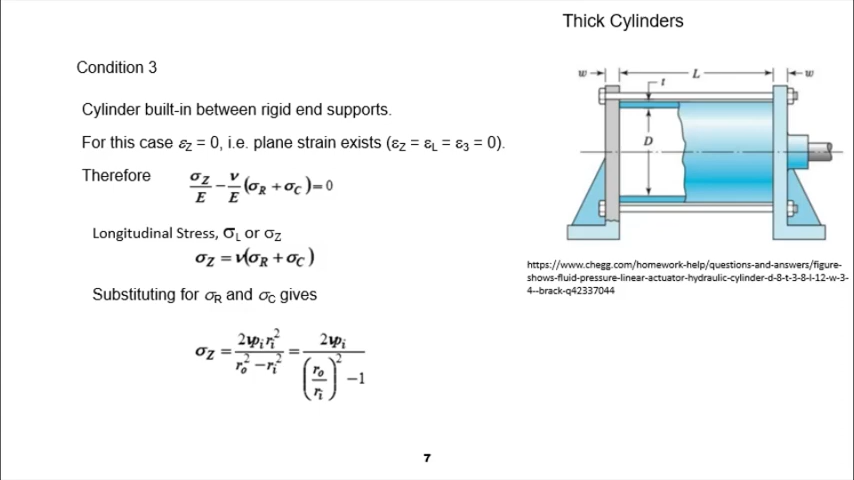 Thick Cylinders
Condition 3
Cylinder built-in between rigid end supports.
For this case εZ = 0, i.e. plane strain exists (εZ = εL = ε3 = 0).
Therefore σZ/E − ν/E (σR + σC) = 0
Longitudinal Stress, σL or σZ
σZ = ν(σR + σC)
Substituting for σR and σC gives
σZ = 2νpi ri² / (ro² − ri²) = 2νpi / ((ro/ri)² − 1)
w L w
t
D
https://www.chegg.com/homework-help/questions-and-answers/figure-
shows-fluid-pressure-linear-actuator-hydraulic-cylinder-d-8-t-3-8-l-12-w-3-
4--brack-q42337044
7